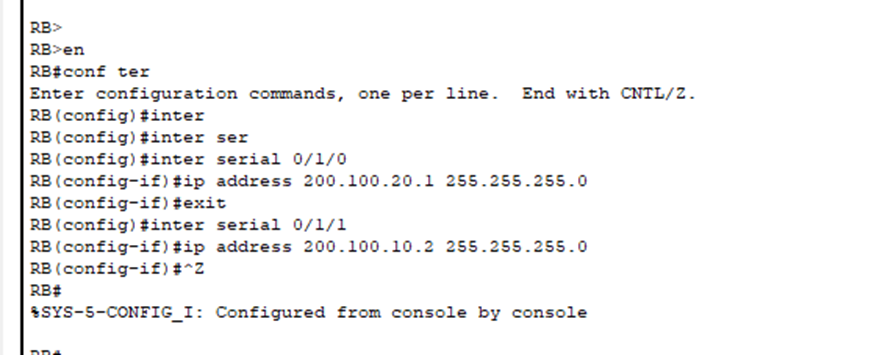 RB>
RB>en
RB#conf ter
Enter configuration commands, one per line.  End with CNTL/Z.
RB(config)#inter
RB(config)#inter ser
RB(config)#inter serial 0/1/0
RB(config-if)#ip address 200.100.20.1 255.255.255.0
RB(config-if)#exit
RB(config)#inter serial 0/1/1
RB(config-if)#ip address 200.100.10.2 255.255.255.0
RB(config-if)#^Z
RB#
%SYS-5-CONFIG_I: Configured from console by console
RB#